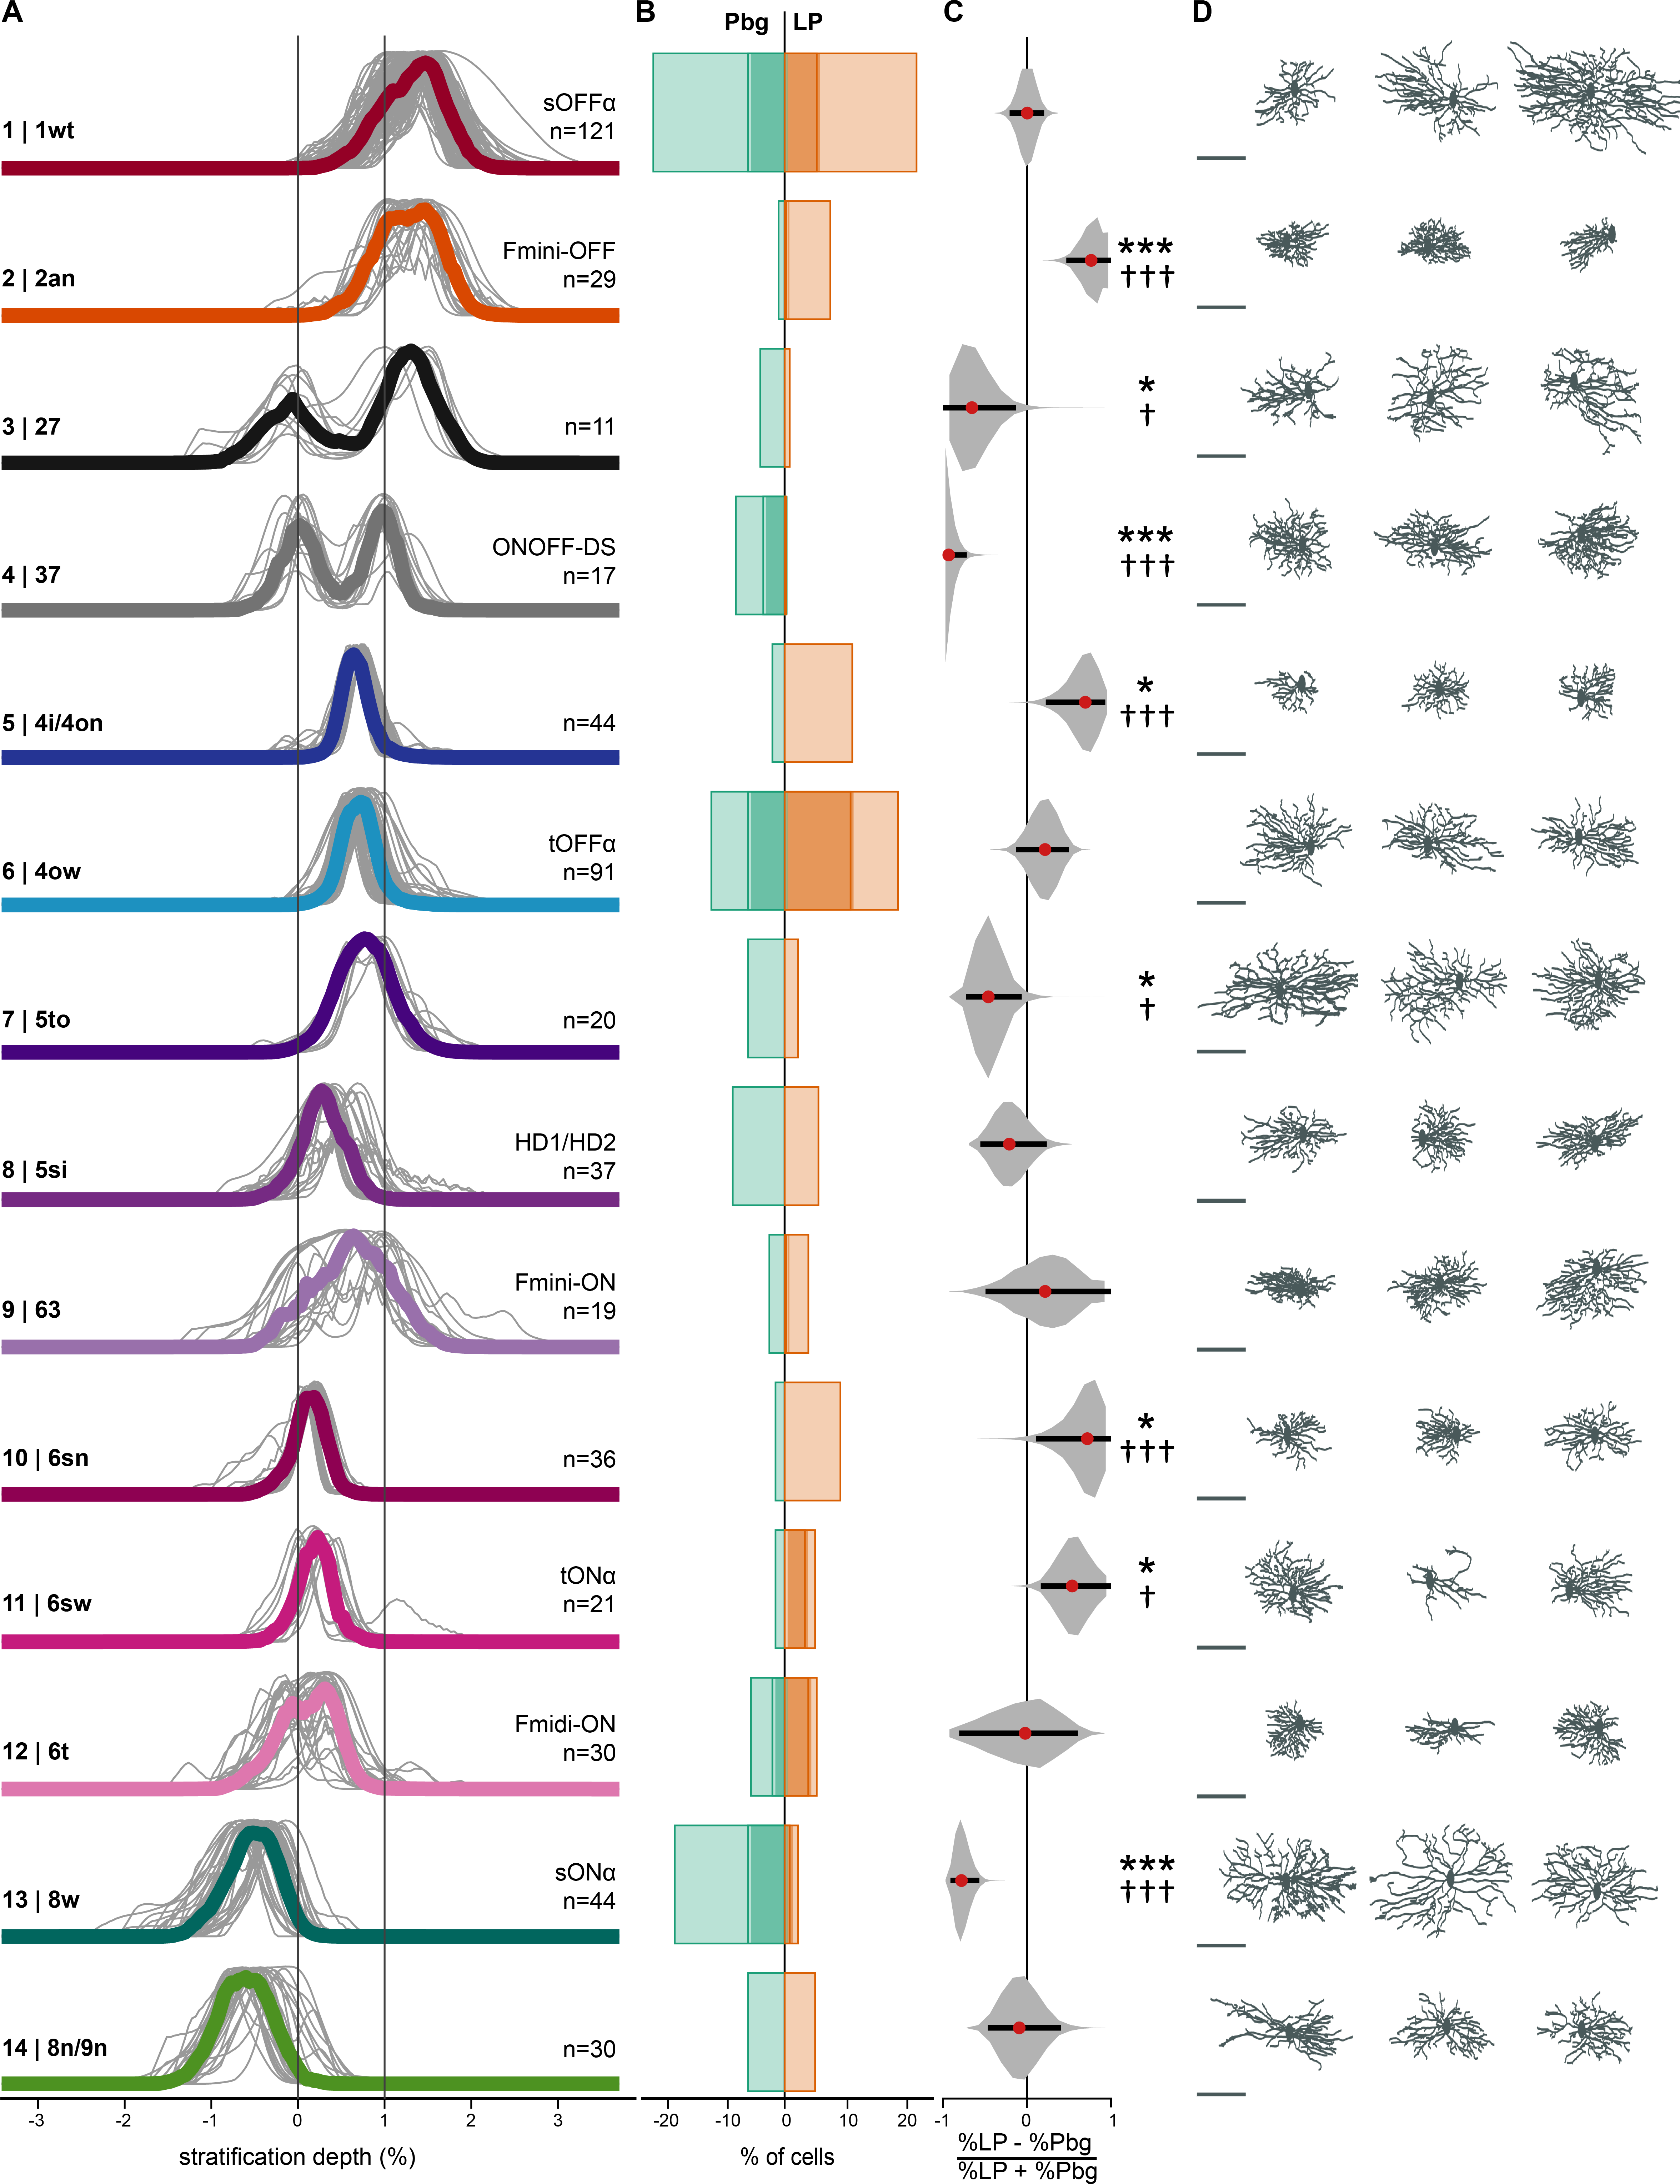 A
B
Pbg
LP
C
D
1 | 1wt
sOFFα
n=121
2 | 2an
Fmini-OFF
n=29
***
†††
3 | 27
n=11
*
†
4 | 37
ONOFF-DS
n=17
***
†††
5 | 4i/4on
n=44
*
†††
6 | 4ow
tOFFα
n=91
7 | 5to
n=20
*
†
8 | 5si
HD1/HD2
n=37
9 | 63
Fmini-ON
n=19
10 | 6sn
n=36
*
†††
11 | 6sw
tONα
n=21
*
†
12 | 6t
Fmidi-ON
n=30
13 | 8w
sONα
n=44
***
†††
14 | 8n/9n
n=30
-3 -2 -1 0 1 2 3
stratification depth (%)
-20 -10 0 10 20
% of cells
-1 0 1
%LP - %Pbg
%LP + %Pbg